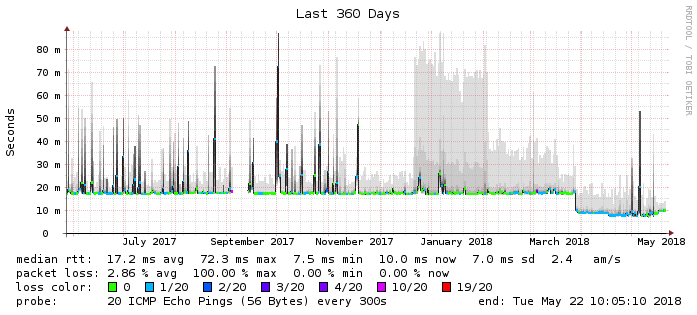 Last 360 Days
RRDTOOL / TOBI OETIKER
Seconds
80 m
70 m
60 m
50 m
40 m
30 m
20 m
10 m
0
July 2017 September 2017 November 2017 January 2018 March 2018 May 2018
median rtt: 17.2 ms avg 72.3 ms max 7.5 ms min 10.0 ms now 7.0 ms sd 2.4 am/s
packet loss: 2.86 % avg 100.00 % max 0.00 % min 0.00 % now
loss color: 0 1/20 2/20 3/20 4/20 10/20 19/20
probe: 20 ICMP Echo Pings (56 Bytes) every 300s end: Tue May 22 10:05:10 2018